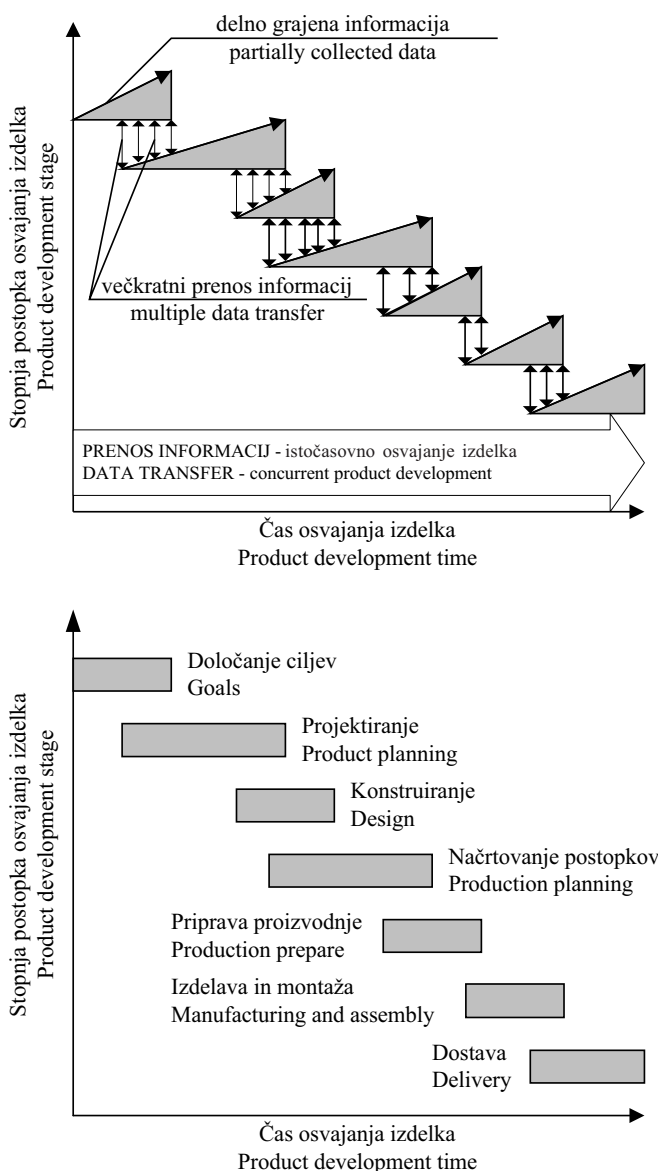 delno grajena informacija
partially collected data
Stopnja postopka osvajanja izdelka
Product development stage
večkratni prenos informacij
multiple data transfer
PRENOS INFORMACIJ - istočasovno osvajanje izdelka
DATA TRANSFER - concurrent product development
Čas osvajanja izdelka
Product development time
Stopnja postopka osvajanja izdelka
Product development stage
Določanje ciljev
Goals
Projektiranje
Product planning
Konstruiranje
Design
Načrtovanje postopkov
Production planning
Priprava proizvodnje
Production prepare
Izdelava in montaža
Manufacturing and assembly
Dostava
Delivery
Čas osvajanja izdelka
Product development time